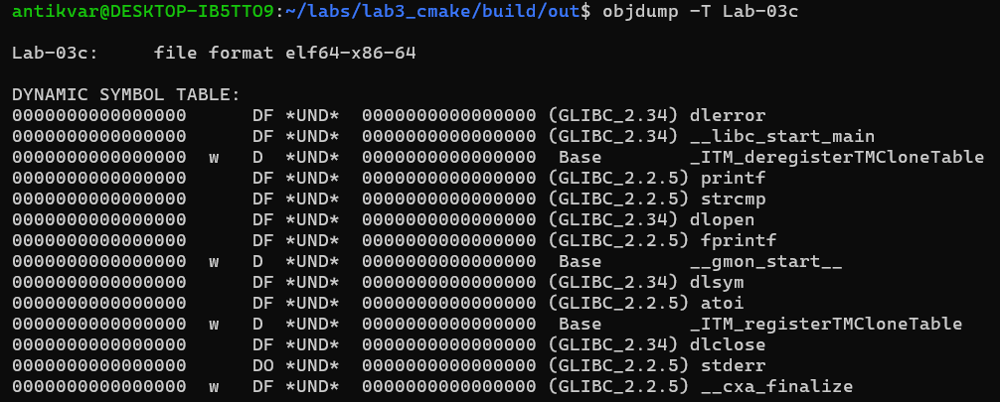 antikvar@DESKTOP-IB5TTO9:~/labs/lab3_cmake/build/out$ objdump -T Lab-03c
Lab-03c:     file format elf64-x86-64
DYNAMIC SYMBOL TABLE:
0000000000000000      DF *UND*  0000000000000000 (GLIBC_2.34) dlerror
0000000000000000      DF *UND*  0000000000000000 (GLIBC_2.34) __libc_start_main
0000000000000000  w   D  *UND*  0000000000000000  Base        _ITM_deregisterTMCloneTable
0000000000000000      DF *UND*  0000000000000000 (GLIBC_2.2.5) printf
0000000000000000      DF *UND*  0000000000000000 (GLIBC_2.2.5) strcmp
0000000000000000      DF *UND*  0000000000000000 (GLIBC_2.34) dlopen
0000000000000000      DF *UND*  0000000000000000 (GLIBC_2.2.5) fprintf
0000000000000000  w   D  *UND*  0000000000000000  Base        __gmon_start__
0000000000000000      DF *UND*  0000000000000000 (GLIBC_2.34) dlsym
0000000000000000      DF *UND*  0000000000000000 (GLIBC_2.2.5) atoi
0000000000000000  w   D  *UND*  0000000000000000  Base        _ITM_registerTMCloneTable
0000000000000000      DF *UND*  0000000000000000 (GLIBC_2.34) dlclose
0000000000000000      DO *UND*  0000000000000000 (GLIBC_2.2.5) stderr
0000000000000000  w   DF *UND*  0000000000000000 (GLIBC_2.2.5) __cxa_finalize